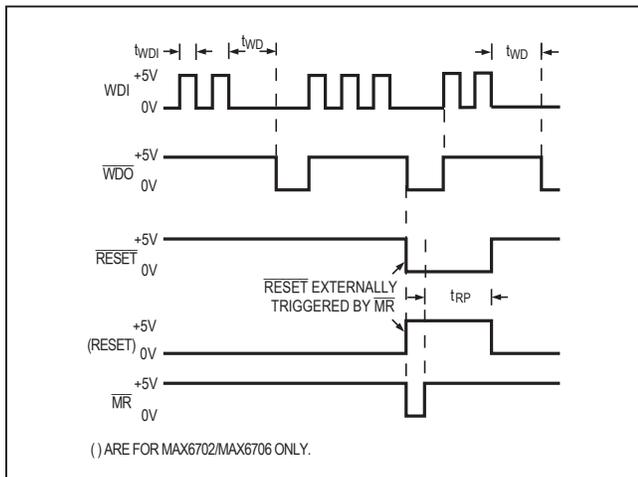 tWDI tWD tWD
+5V
WDI
0V
+5V
WDO
0V
+5V
RESET
0V
RESET EXTERNALLY
TRIGGERED BY MR
tRP
+5V
(RESET)
0V
+5V
MR
0V
( ) ARE FOR MAX6702/MAX6706 ONLY.